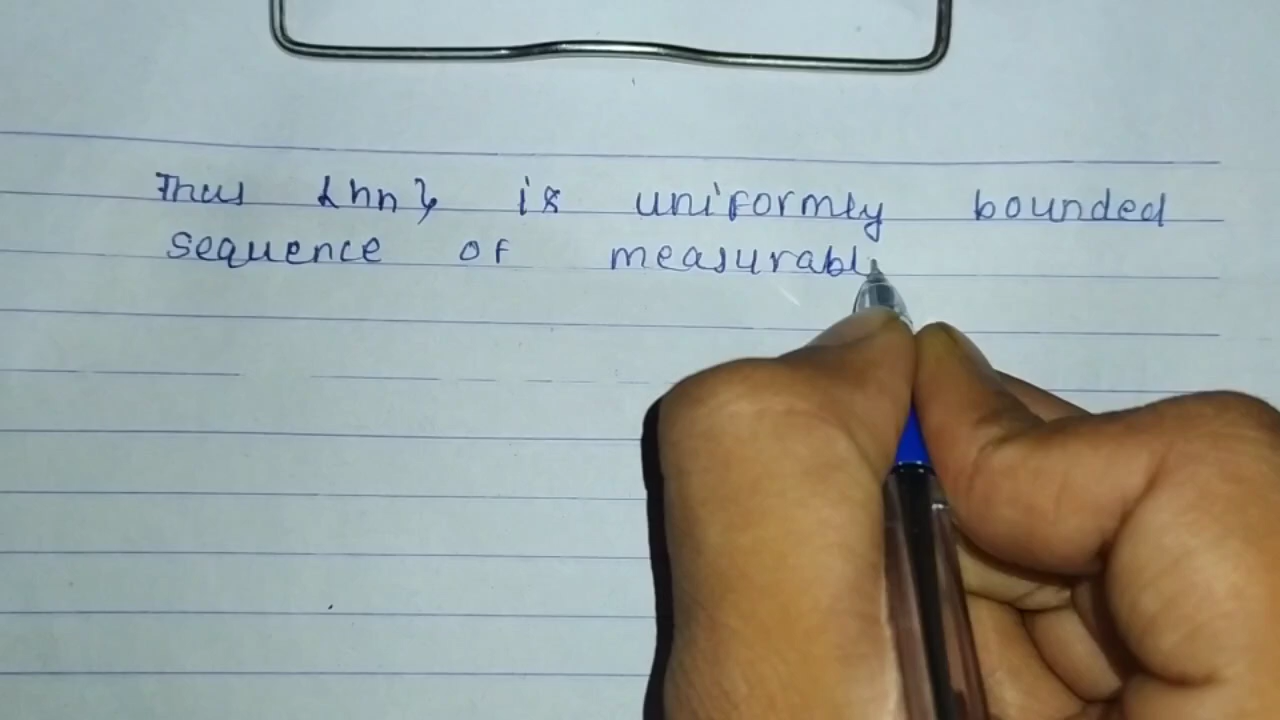 Thus {hn} is uniformly bounded
sequence of measurabl